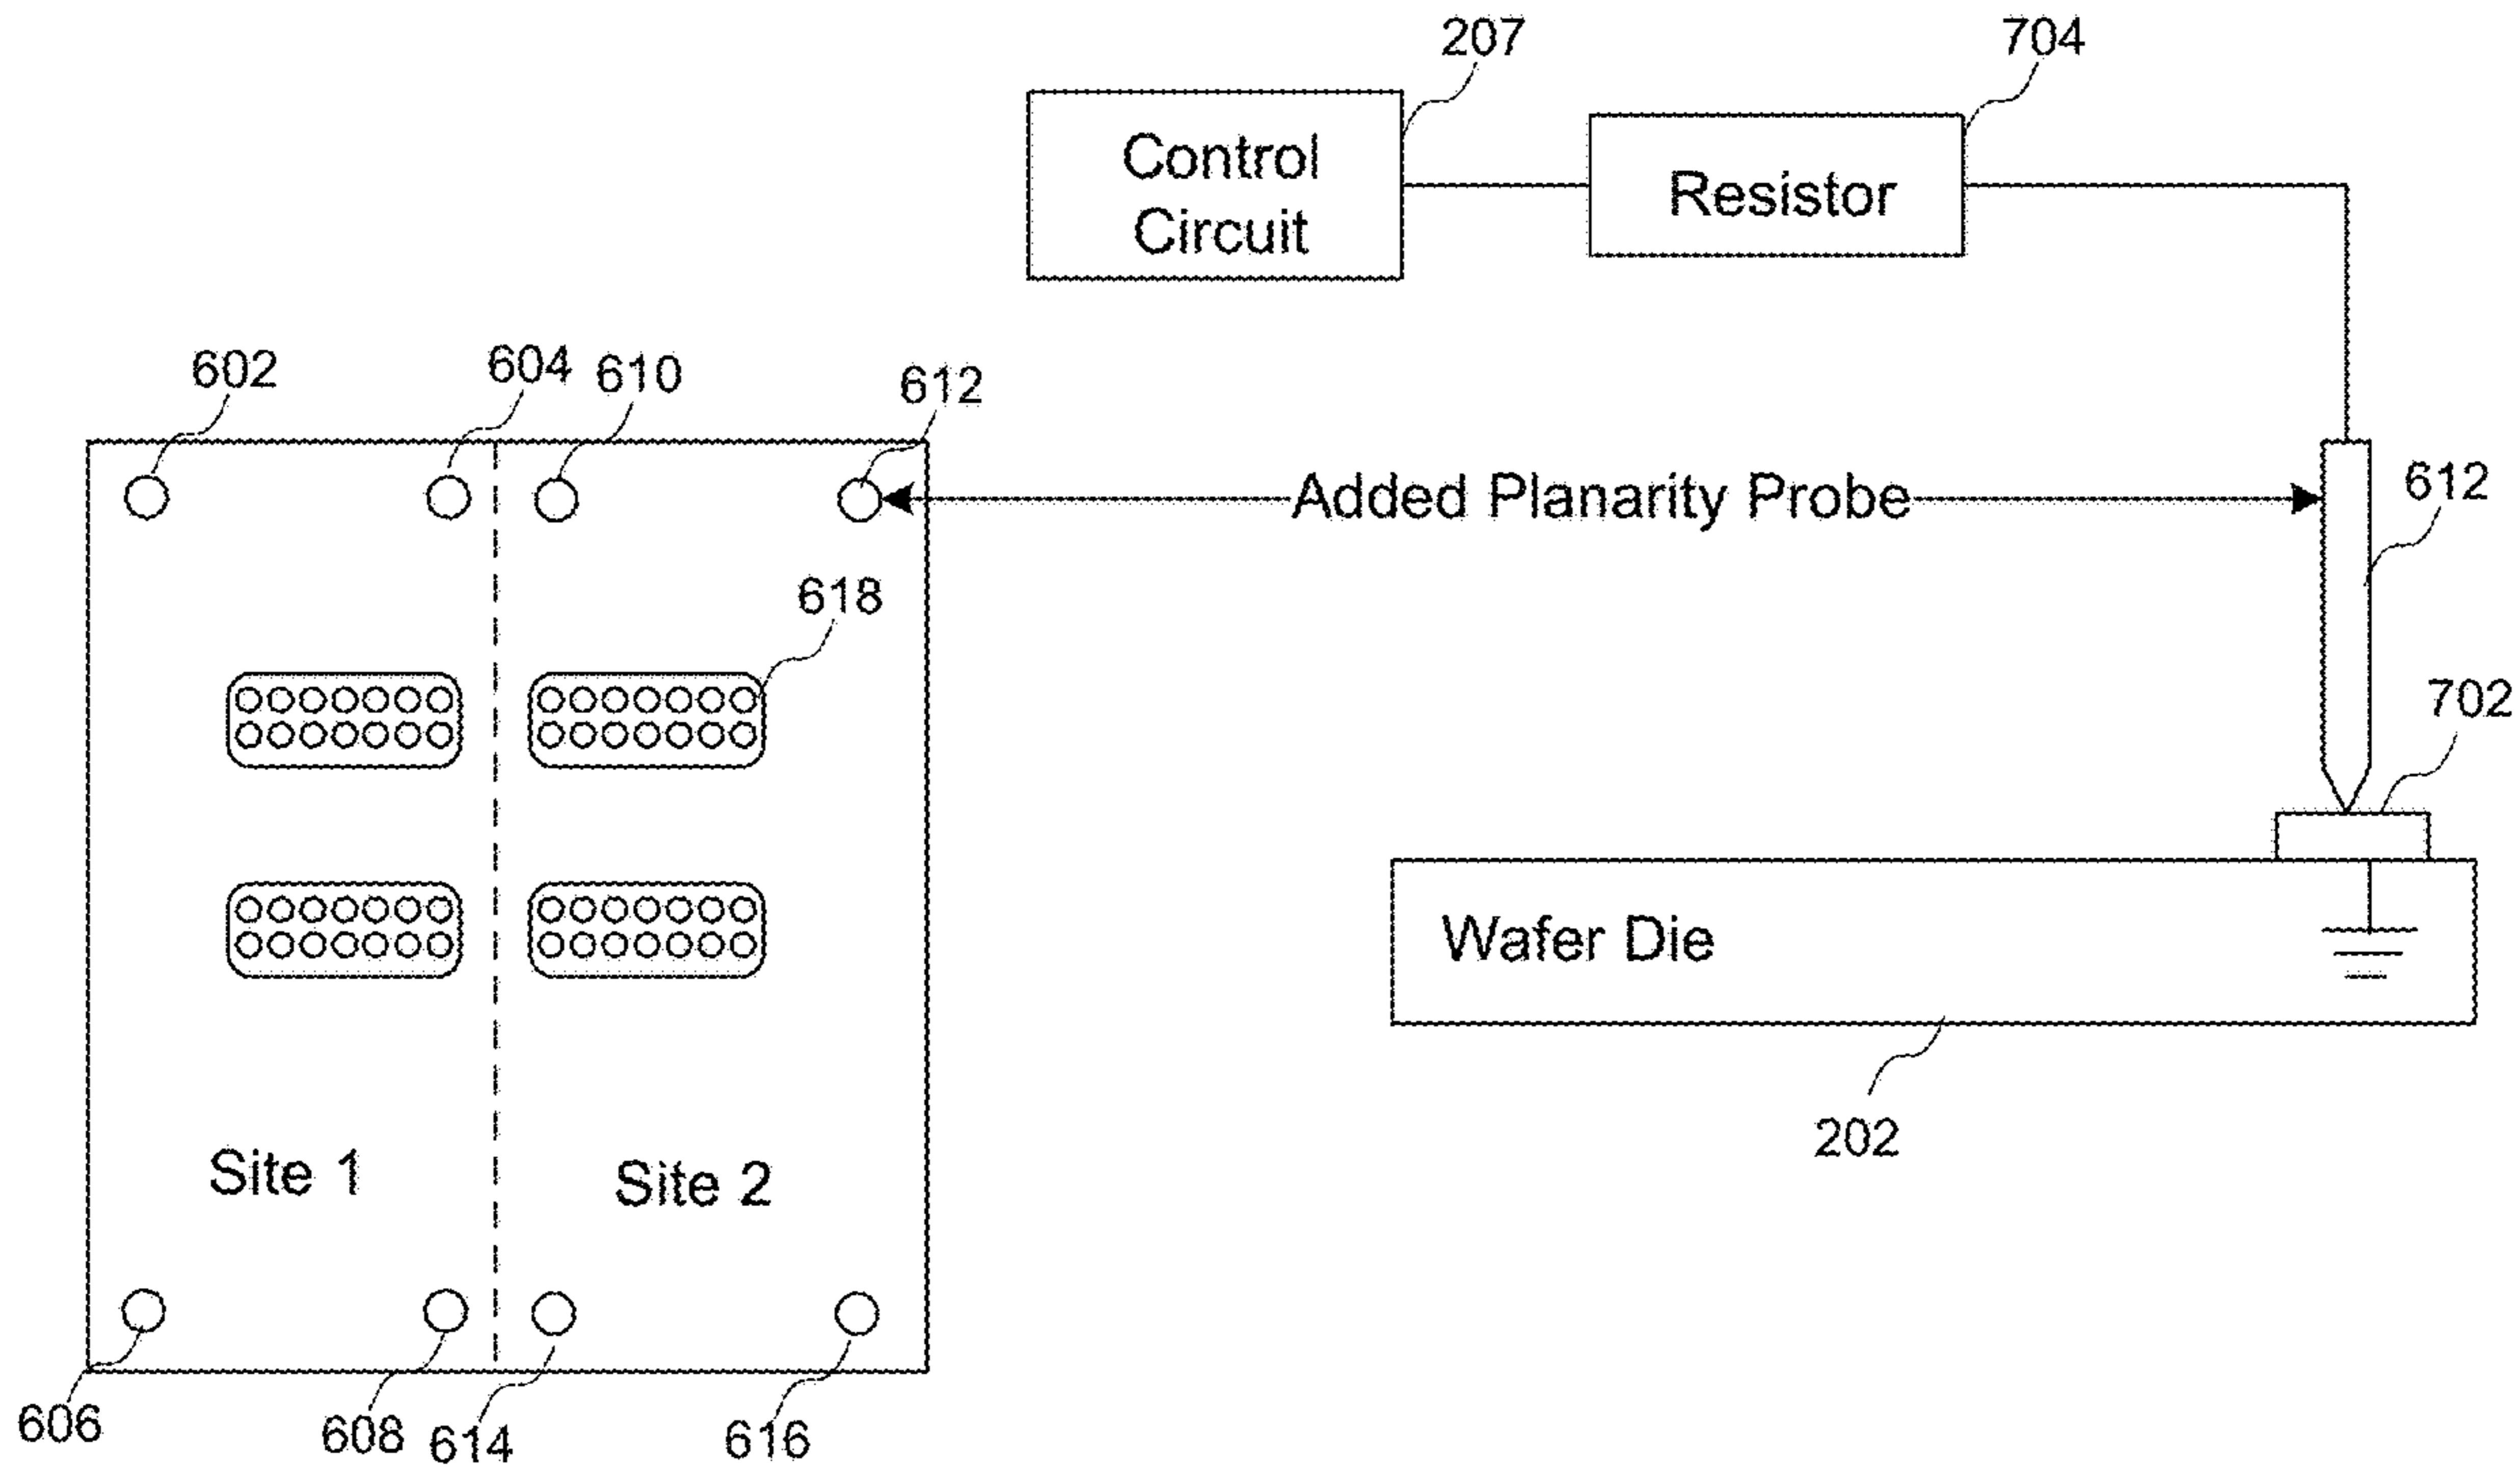 207
704
Control
Circuit
Resistor
602
604
610
612
Added Planarity Probe
612
618
702
Wafer Die
202
Site 1
Site 2
606
608
614
616